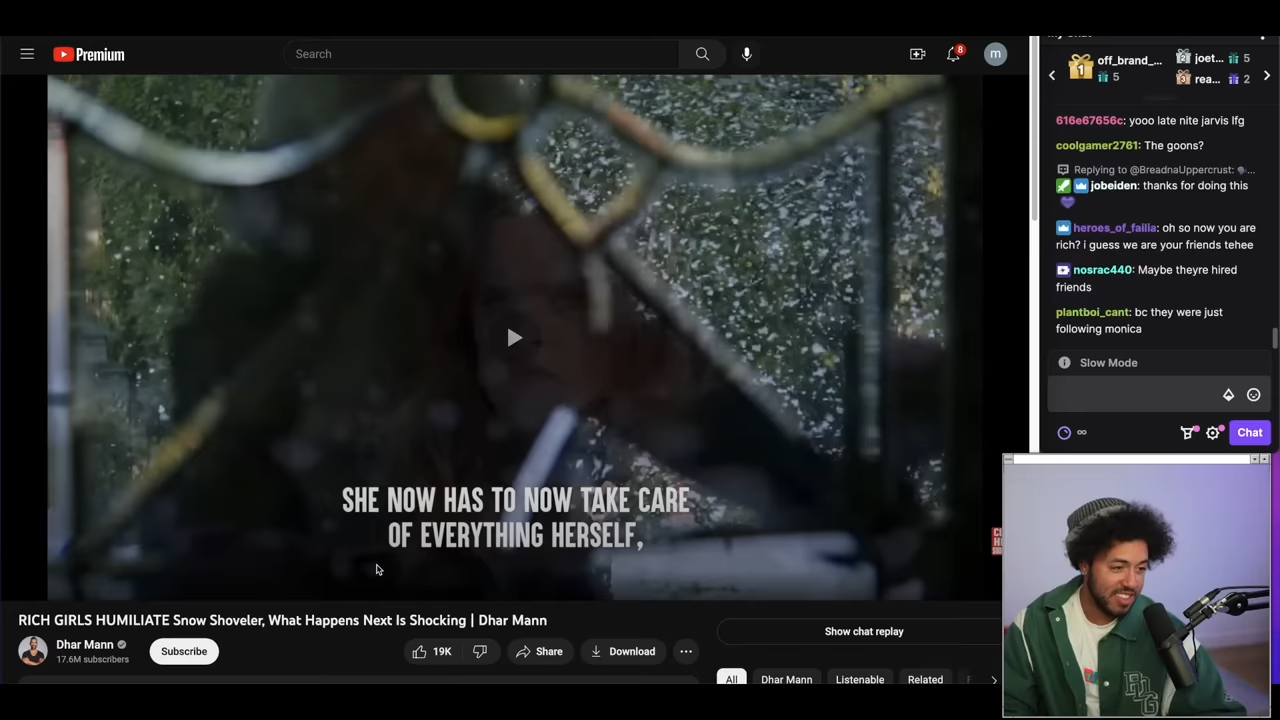 Premium
Search
8
m
off_brand_...
5
joet... 5
rea... 2
616e67656c: yooo late nite jarvis lfg
coolgamer2761: The goons?
Replying to @BreadnaUppercrust: ...
jobeiden: thanks for doing this
heroes_of_failia: oh so now you are
rich? i guess we are your friends tehee
nosrac440: Maybe theyre hired
friends
plantboi_cant: bc they were just
following monica
Slow Mode
Chat
SHE NOW HAS TO NOW TAKE CARE
OF EVERYTHING HERSELF,
RICH GIRLS HUMILIATE Snow Shoveler, What Happens Next Is Shocking | Dhar Mann
Dhar Mann
17.6M subscribers
Subscribe
19K
Share
Download
Show chat replay
All
Dhar Mann
Listenable
Related